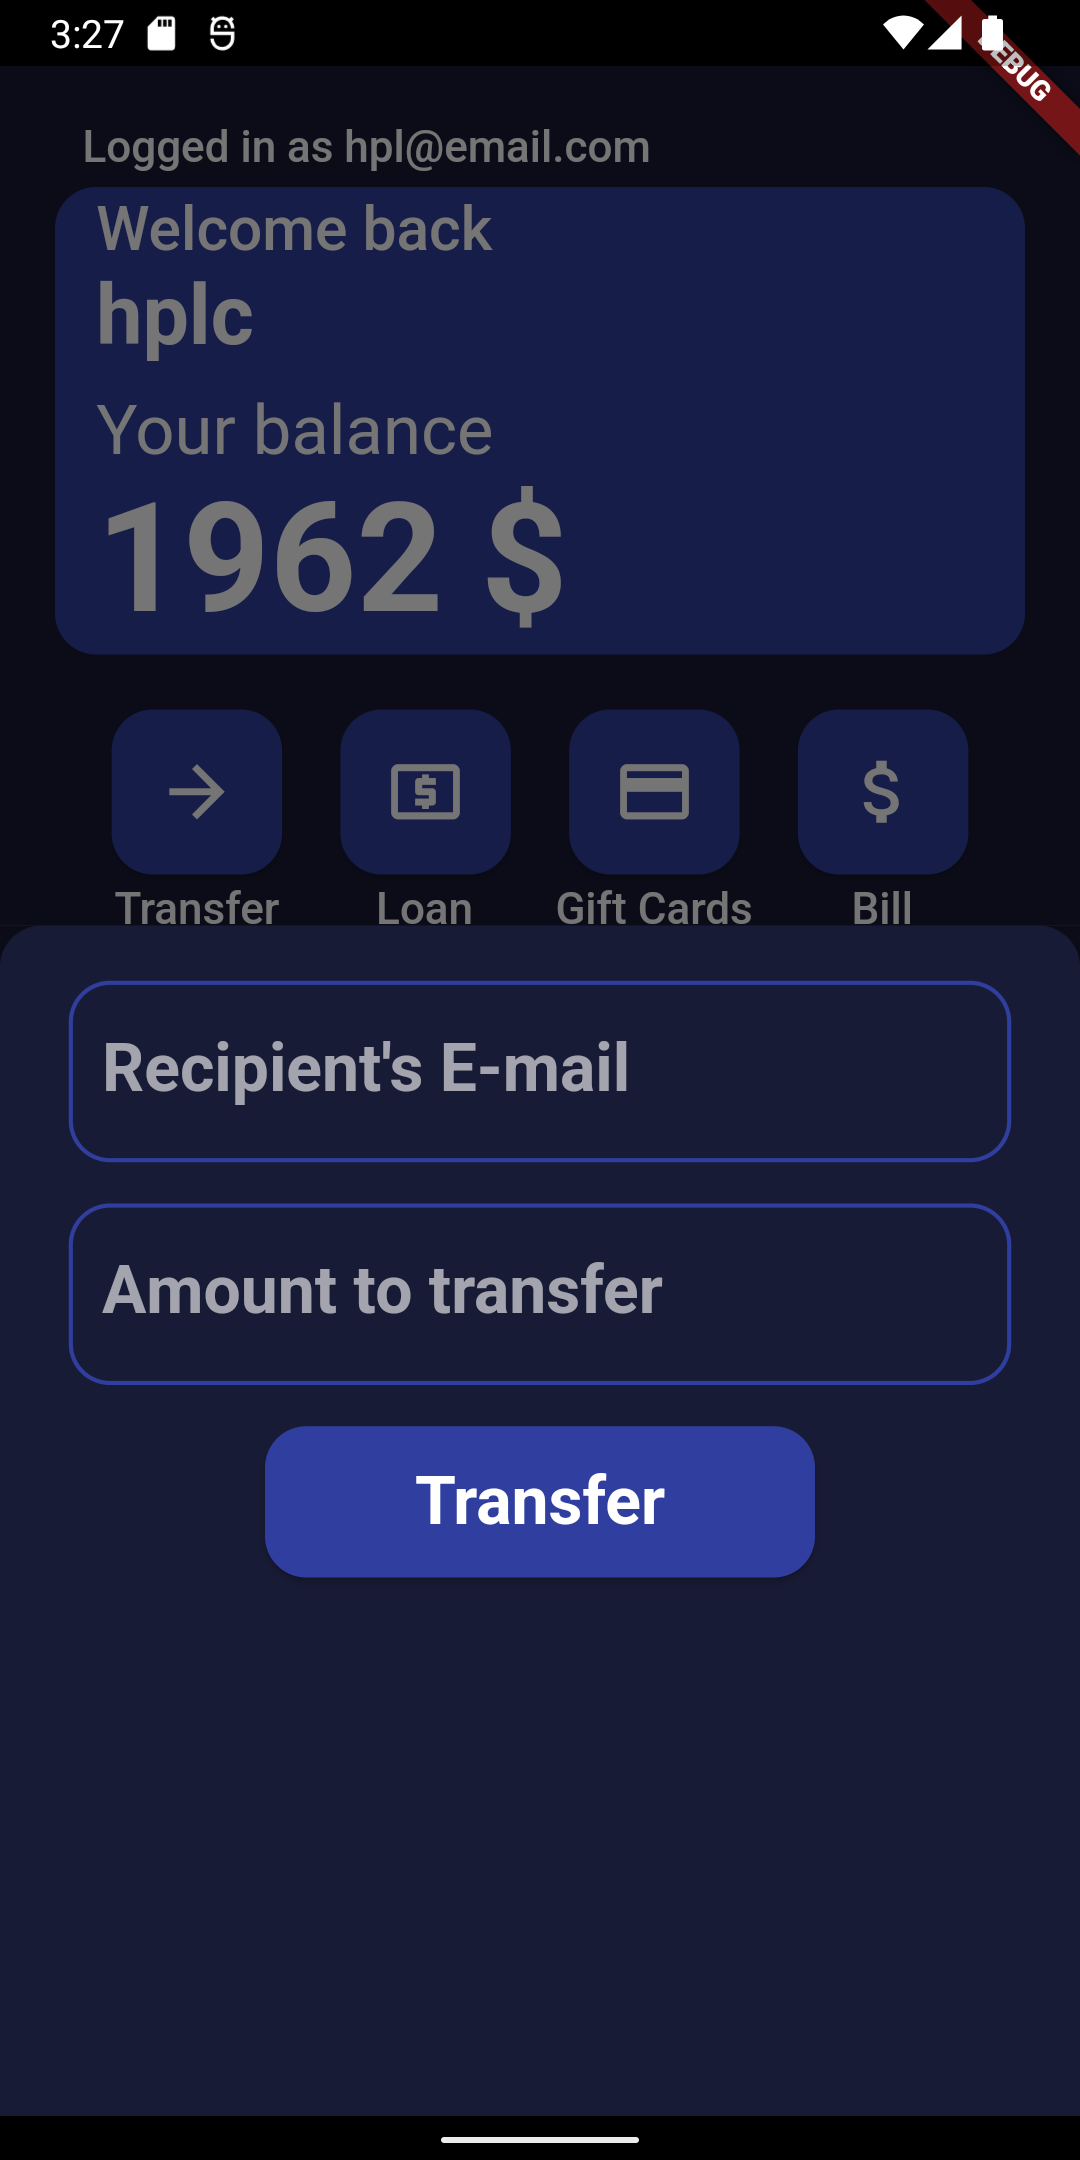 3:27
DEBUG
Logged in as hpl@email.com
Welcome back
hplc
Your balance
1962 $
Transfer Loan Gift Cards Bill
Recipient's E-mail
Amount to transfer
Transfer